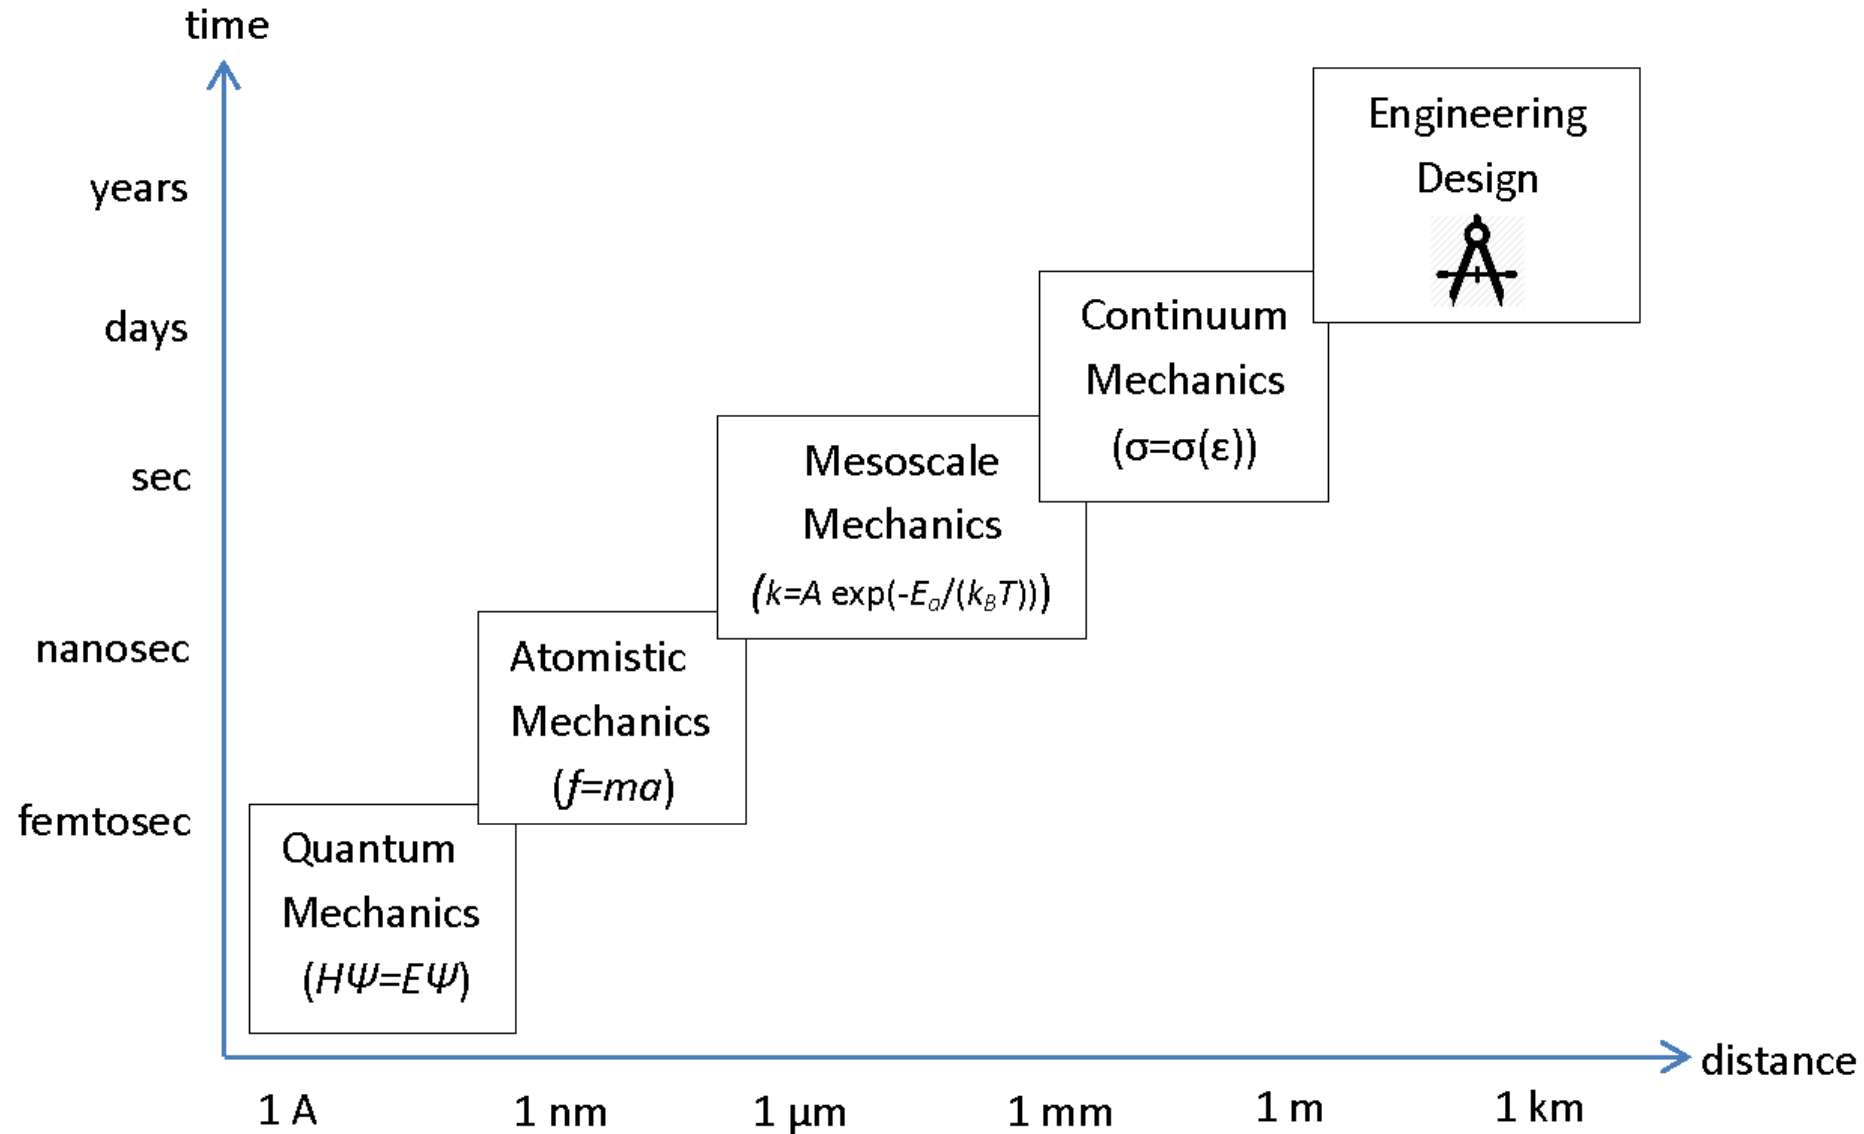 time
years
days
sec
nanosec
femtosec
Engineering
Design
Continuum
Mechanics
(σ=σ(ε))
Mesoscale
Mechanics
(k=A exp(-Eₐ/(k_BT)))
Atomistic
Mechanics
(f=ma)
Quantum
Mechanics
(HΨ=EΨ)
distance
1 A
1 nm
1 μm
1 mm
1 m
1 km